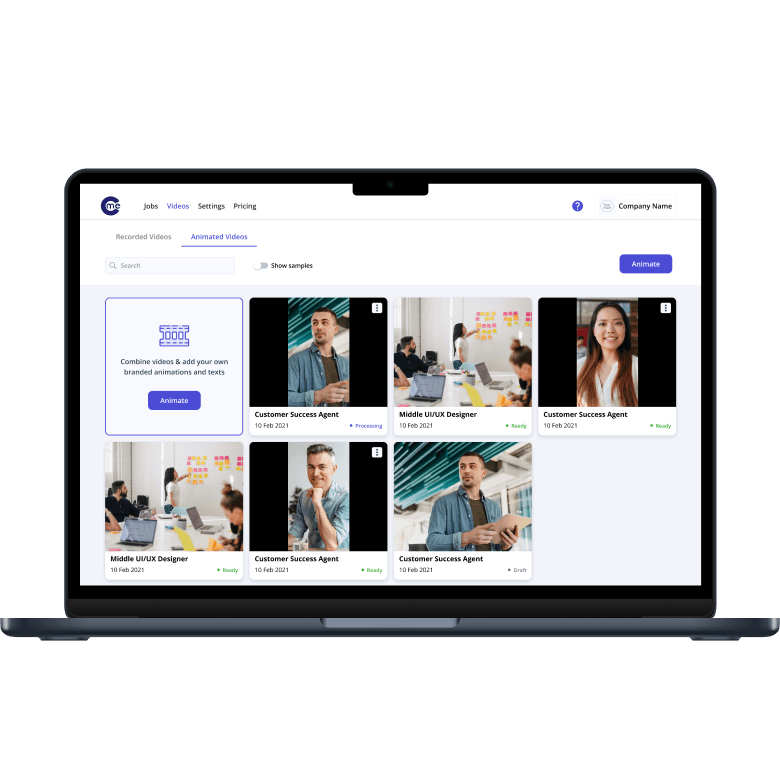 me
Jobs Videos Settings Pricing
? Company Name
Recorded Videos Animated Videos
Search
Show samples
Animate
Combine videos & add your own
branded animations and texts
Animate
Customer Success Agent
10 Feb 2021 Processing
Middle UI/UX Designer
10 Feb 2021 Ready
Customer Success Agent
10 Feb 2021 Ready
Middle UI/UX Designer
10 Feb 2021 Ready
Customer Success Agent
10 Feb 2021 Ready
Customer Success Agent
10 Feb 2021 Draft